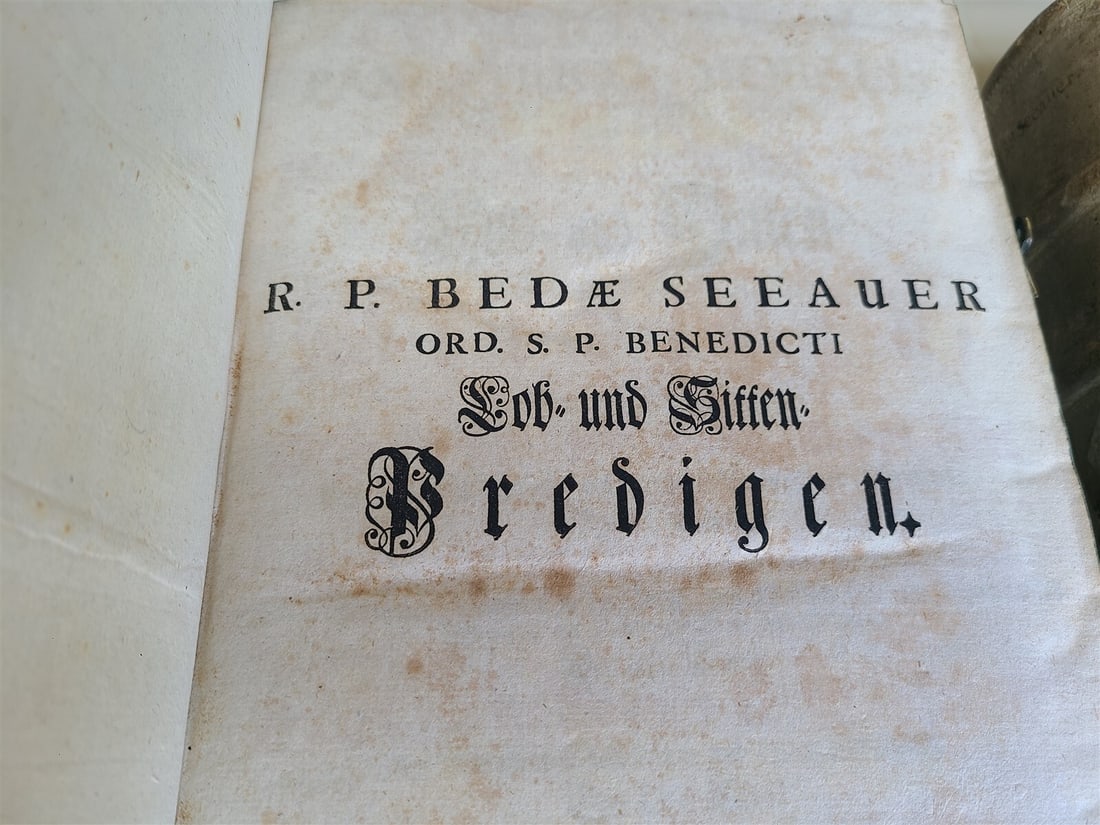 R. P. BEDÆ SEEAUER
ORD. S. P. BENEDICTI
Lob- und Sitten-
Predigen.